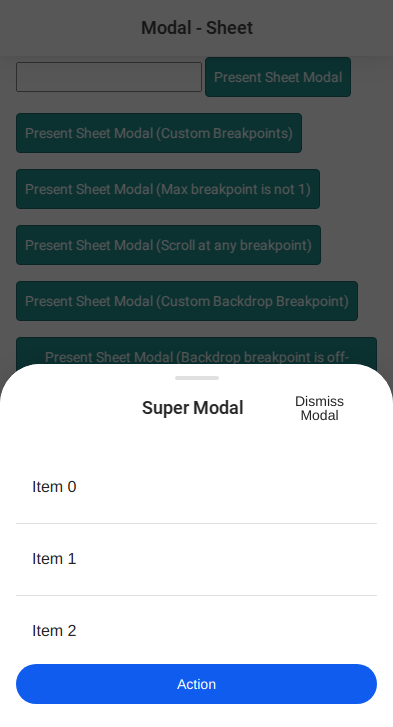 Modal - Sheet
Present Sheet Modal
Present Sheet Modal (Custom Breakpoints)
Present Sheet Modal (Max breakpoint is not 1)
Present Sheet Modal (Scroll at any breakpoint)
Present Sheet Modal (Custom Backdrop Breakpoint)
Present Sheet Modal (Backdrop breakpoint is off-
Super Modal
Dismiss
Modal
Item 0
Item 1
Item 2
Action